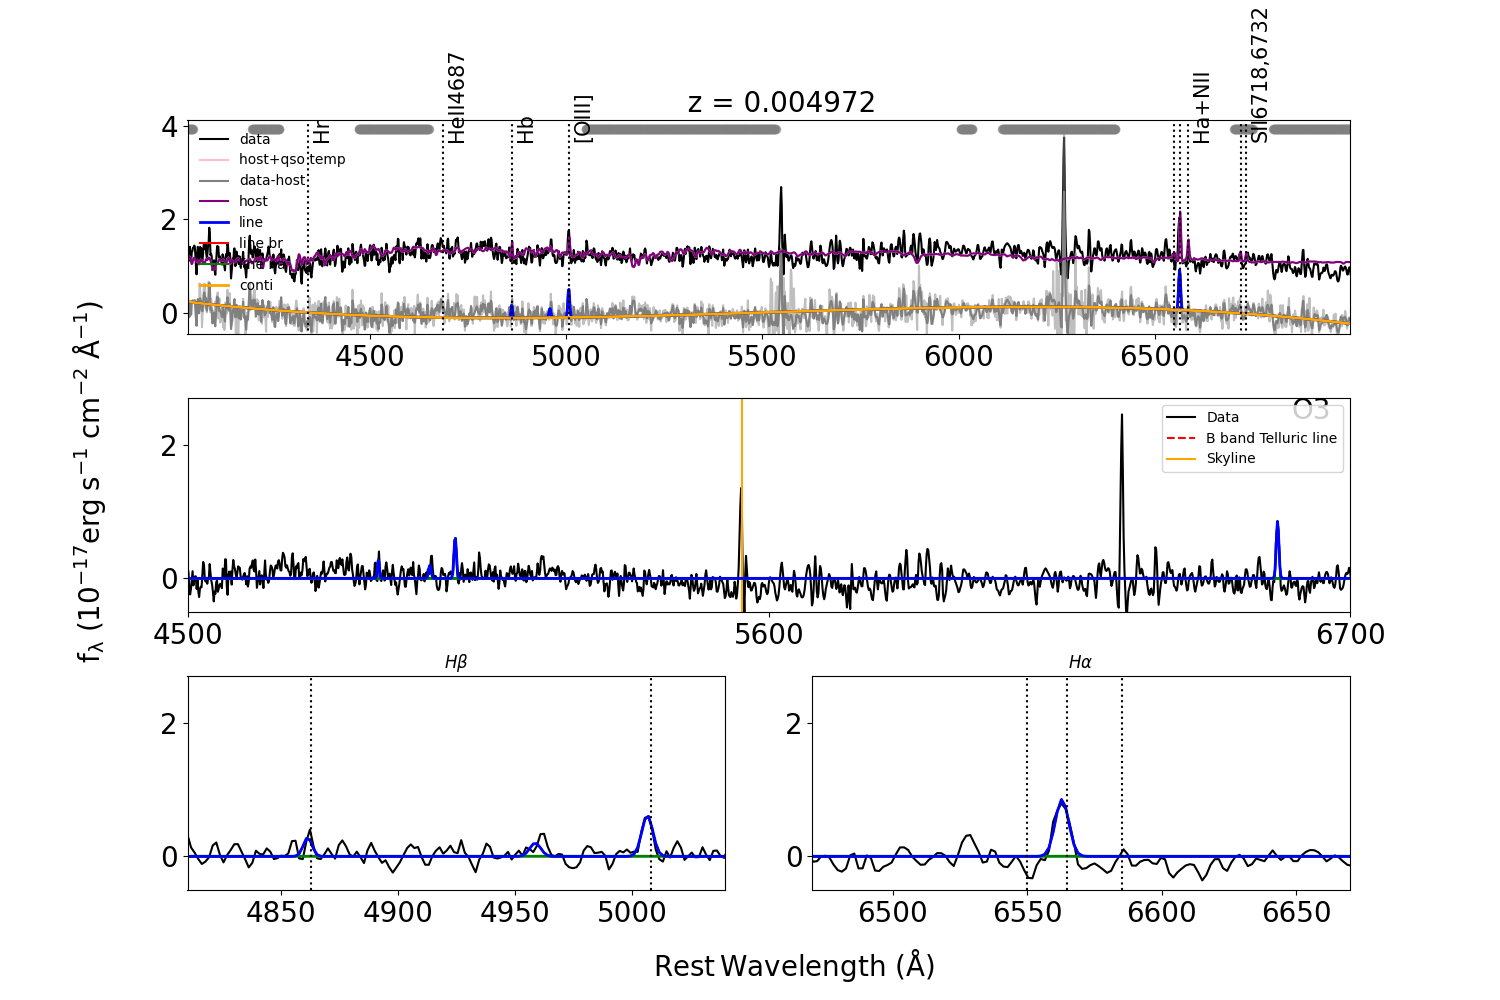 z = 0.004972
Hr
HeII4687
Hb
[OIII]
Ha+NII
SII6718,6732
data
host+qso temp
data-host
host
line
line br
conti
4
2
0
4500
5000
5500
6000
6500
O3
Data
B band Telluric line
Skyline
2
0
4500
5600
6700
fλ (10⁻¹⁷erg s⁻¹ cm⁻² Å⁻¹)
Hβ
2
0
4850
4900
4950
5000
Hα
2
0
6500
6550
6600
6650
Rest Wavelength (Å)